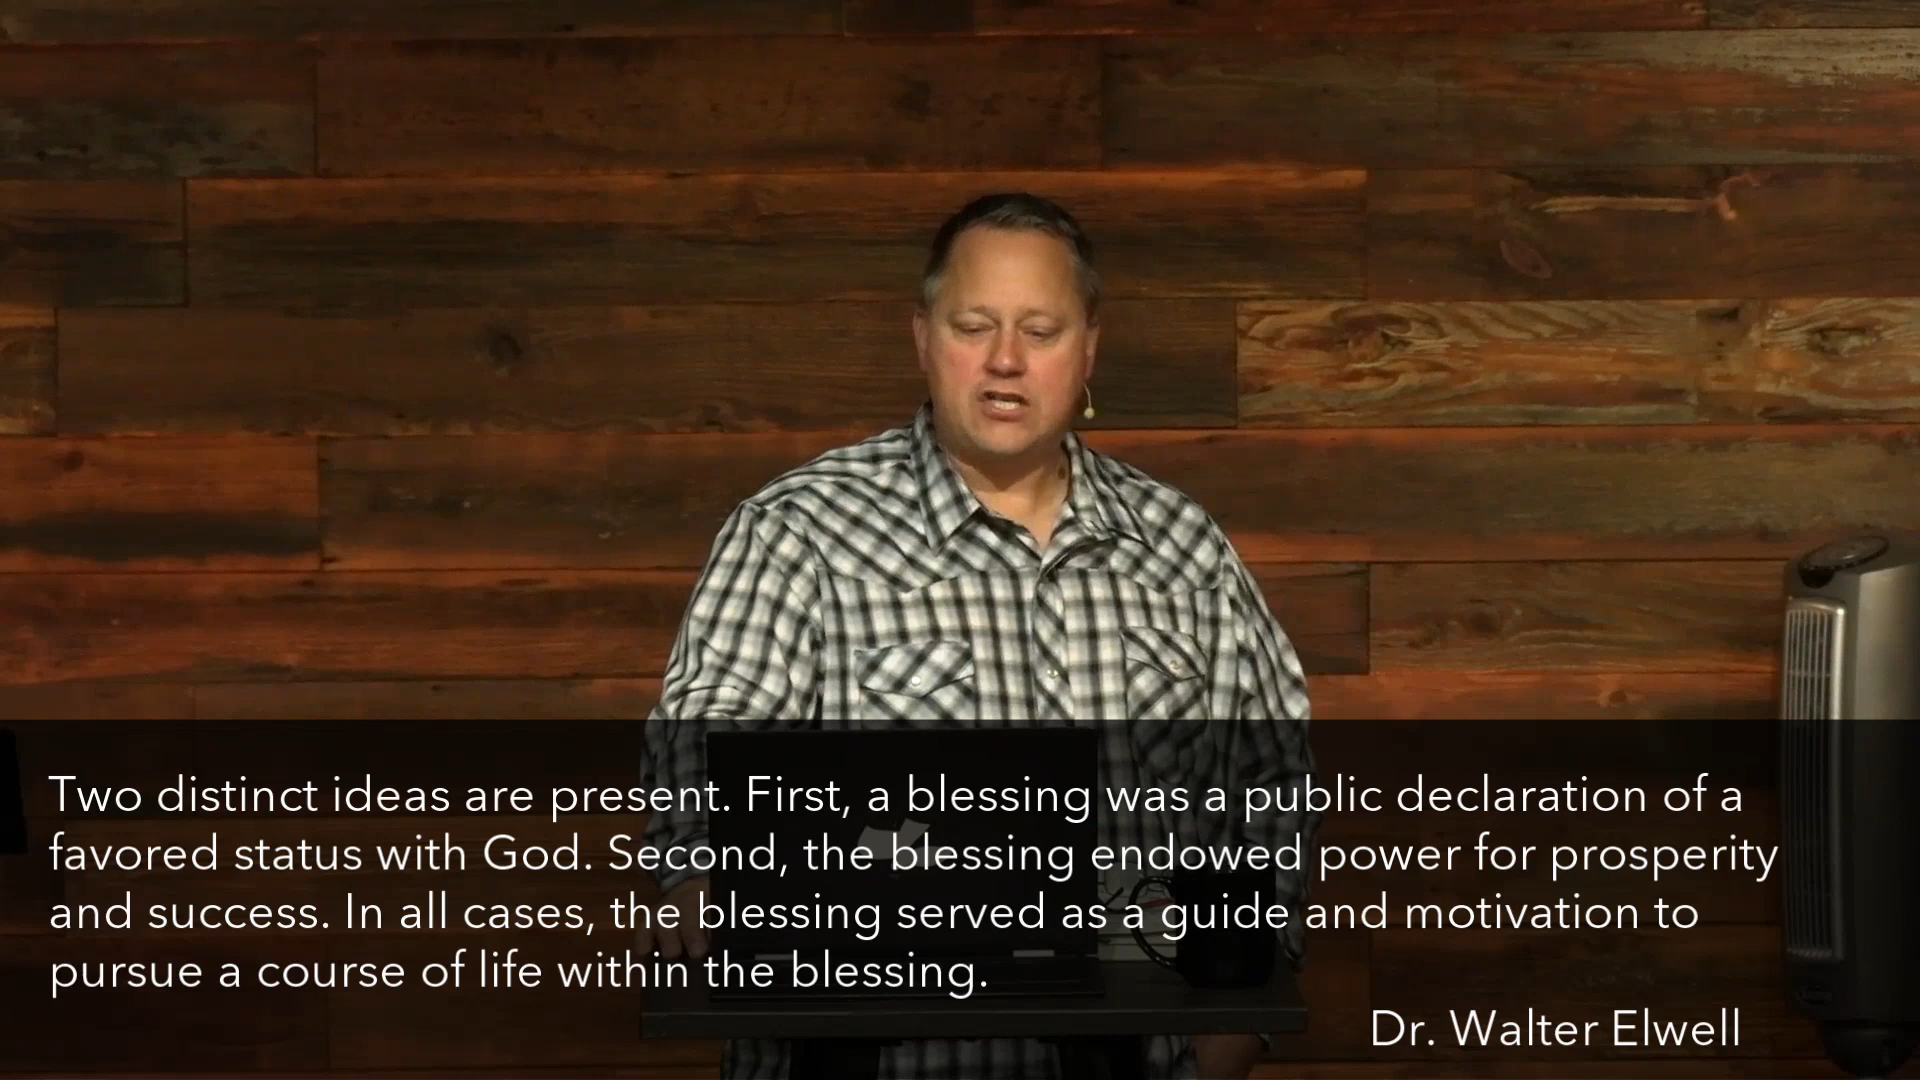 Two distinct ideas are present. First, a blessing was a public declaration of a
favored status with God. Second, the blessing endowed power for prosperity
and success. In all cases, the blessing served as a guide and motivation to
pursue a course of life within the blessing.
Dr. Walter Elwell